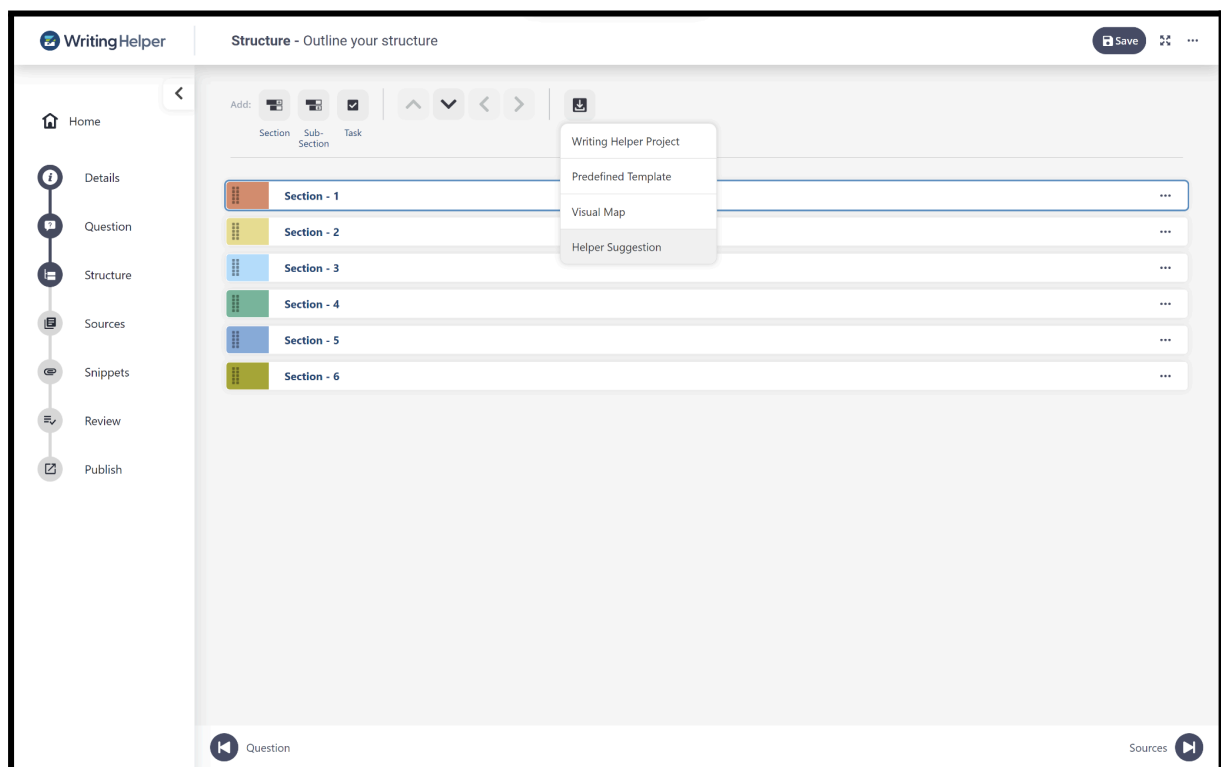 WritingHelper
Structure - Outline your structure
Save
Home
Add:
Section
Sub-
Section
Task
Writing Helper Project
Predefined Template
Visual Map
Helper Suggestion
Details
Question
Structure
Sources
Snippets
Review
Publish
Section - 1
Section - 2
Section - 3
Section - 4
Section - 5
Section - 6
Question
Sources